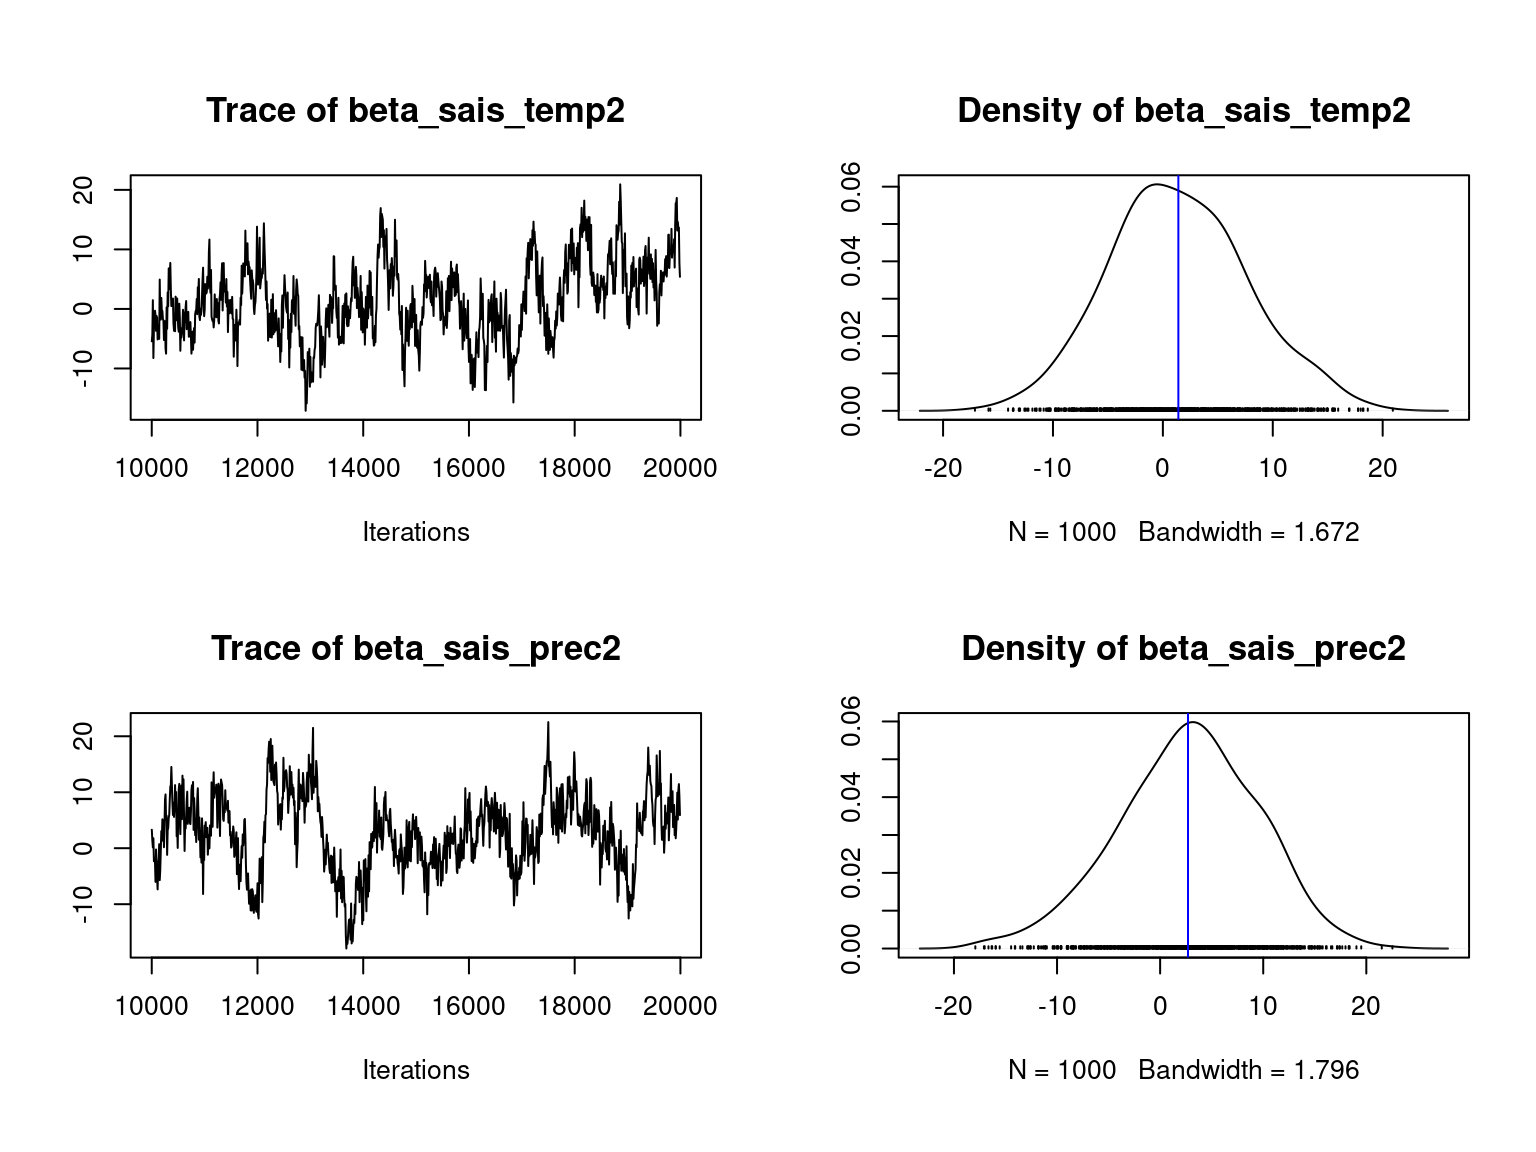 Trace of beta_sais_temp2
20
10
0
-10
10000 12000 14000 16000 18000 20000
Iterations
Density of beta_sais_temp2
0.06
0.04
0.02
0.00
-20 -10 0 10 20
N = 1000 Bandwidth = 1.672
Trace of beta_sais_prec2
20
10
0
-10
10000 12000 14000 16000 18000 20000
Iterations
Density of beta_sais_prec2
0.06
0.04
0.02
0.00
-20 -10 0 10 20
N = 1000 Bandwidth = 1.796